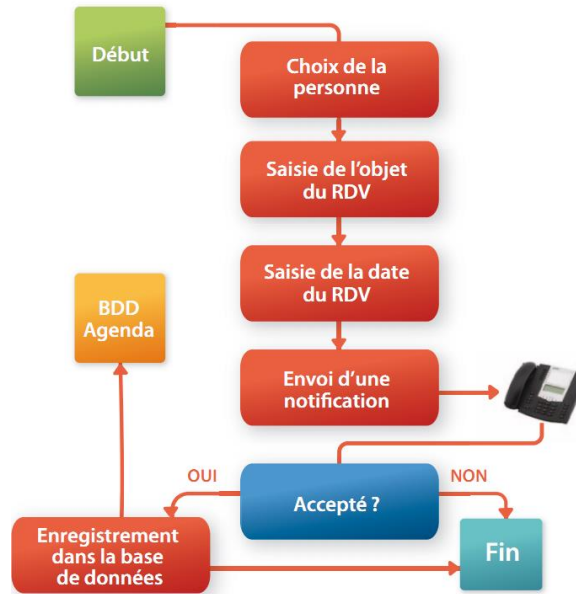 Début
Choix de la
personne
Saisie de l’objet
du RDV
Saisie de la date
du RDV
BDD
Agenda
Envoi d’une
notification
OUI
NON
Accepté ?
Enregistrement
dans la base
de données
Fin